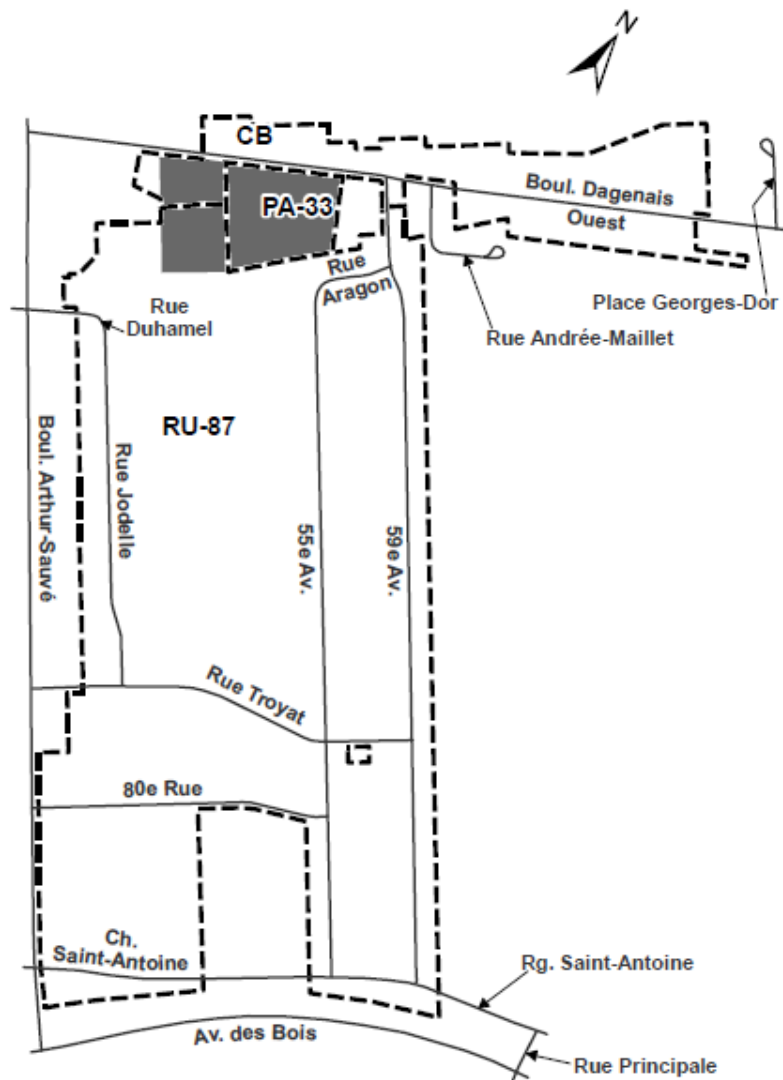 N
CB
Boul. Dagenais
Ouest
PA-33
Rue
Aragon
Place Georges-Dor
Rue
Duhamel
Rue Andrée-Maillet
RU-87
Boul. Arthur-Sauvé
Rue Jodelle
55e Av.
59e Av.
Rue Troyat
80e Rue
Ch.
Saint-Antoine
Rg. Saint-Antoine
Av. des Bois
Rue Principale